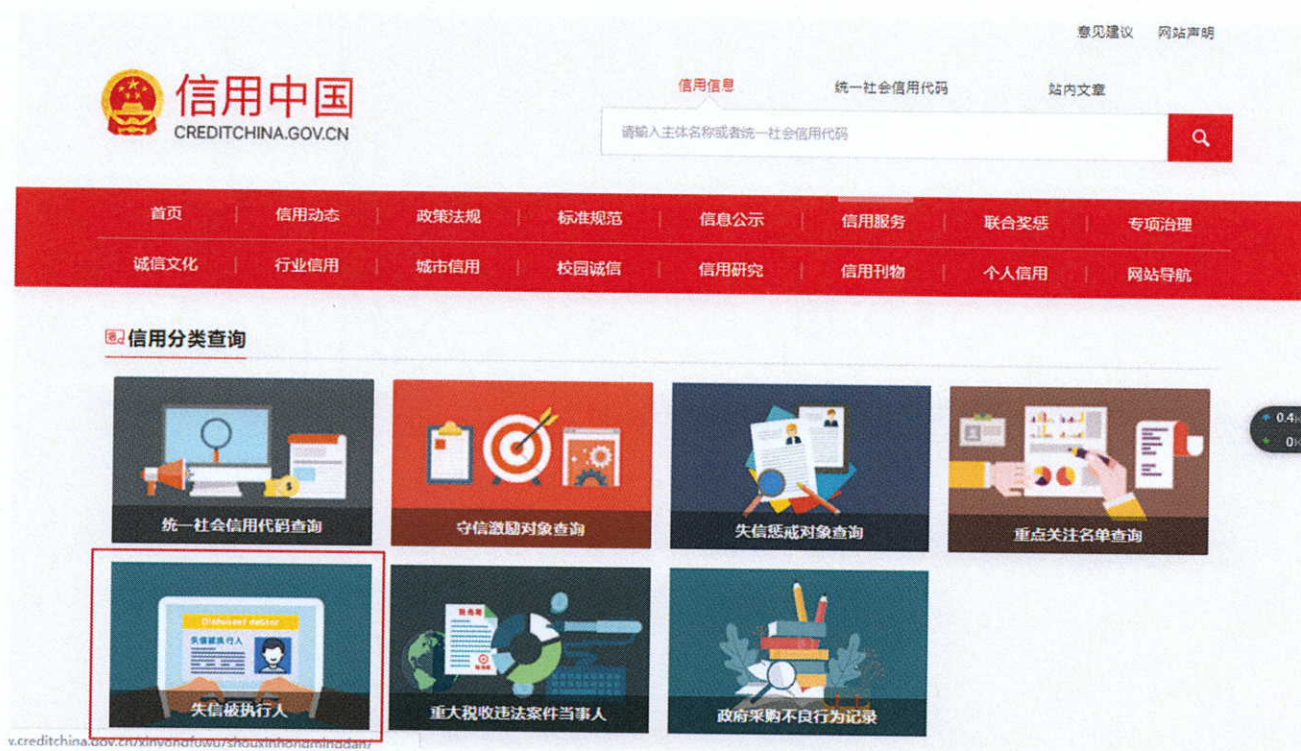 意见建议 网站声明
信用中国
CREDITCHINA.GOV.CN
信用信息 统一社会信用代码 站内文章
请输入主体名称或者统一社会信用代码
首页 信用动态 政策法规 标准规范 信息公示 信用服务 联合奖惩 专项治理
诚信文化 行业信用 城市信用 校园诚信 信用研究 信用刊物 个人信用 网站导航
信用分类查询
统一社会信用代码查询 守信激励对象查询 失信惩戒对象查询 重点关注名单查询
0.4K
0K
Dishonest debtor
失信被执行人
失信被执行人 重大税收违法案件当事人 政府采购不良行为记录
v.creditchina.gov.cn/xinyongfuwu/shouxinhongmingdan/